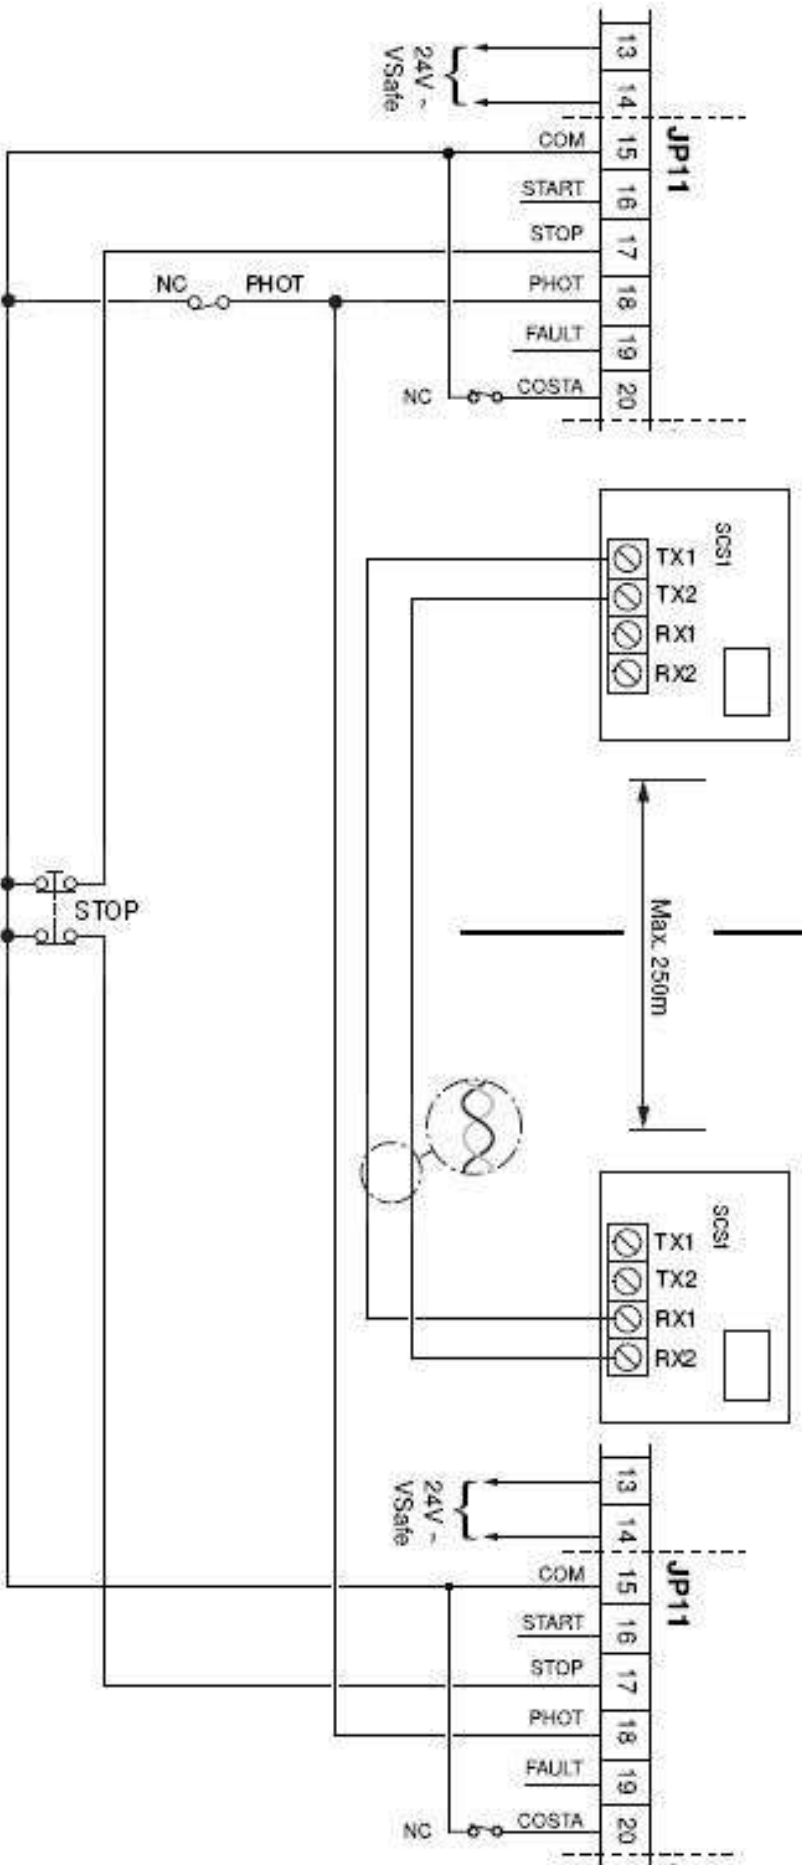 13
24V ~
VSafe
14
JP11
COM
15
START
16
STOP
17
NC
PHOT
PHOT
18
FAULT
19
NC
COSTA
20
SCS1
TX1
TX2
RX1
RX2
Max. 250m
STOP
SCS1
TX1
TX2
RX1
RX2
13
24V ~
VSafe
14
JP11
COM
15
START
16
STOP
17
PHOT
18
FAULT
19
NC
COSTA
20